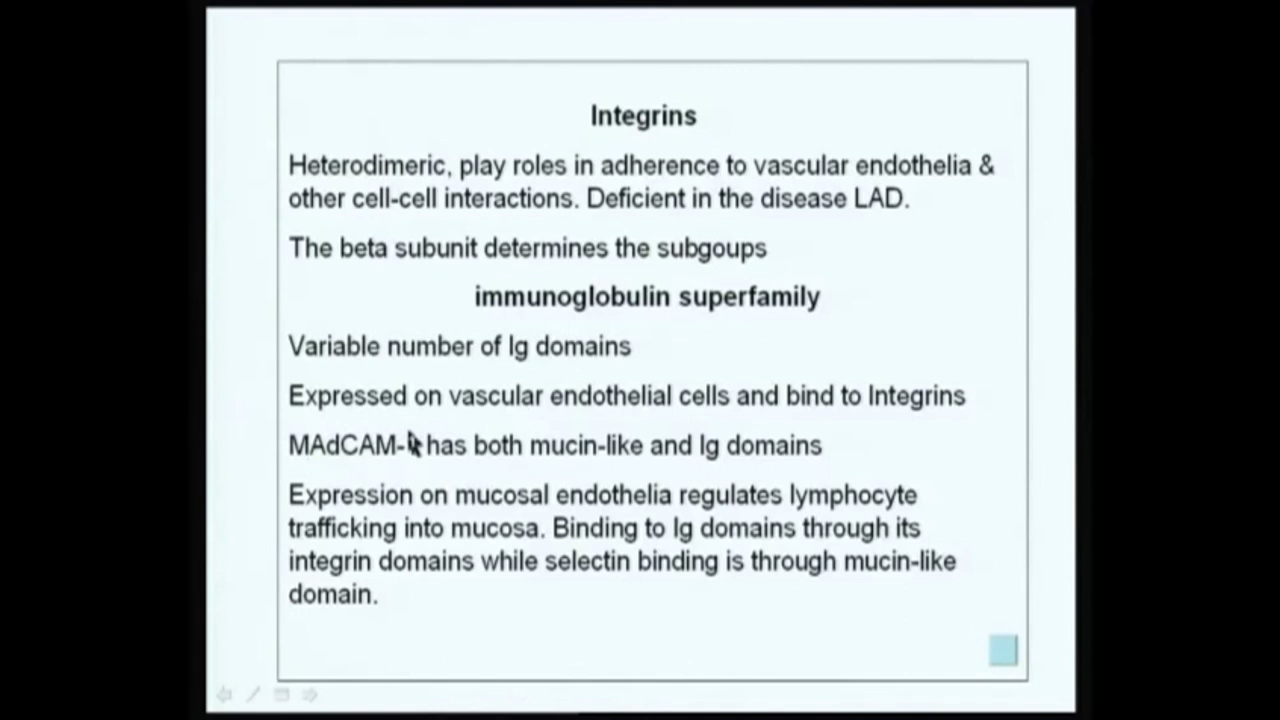 Integrins
Heterodimeric, play roles in adherence to vascular endothelia &
other cell-cell interactions. Deficient in the disease LAD.
The beta subunit determines the subgoups
immunoglobulin superfamily
Variable number of Ig domains
Expressed on vascular endothelial cells and bind to Integrins
MAdCAM- has both mucin-like and Ig domains
Expression on mucosal endothelia regulates lymphocyte
trafficking into mucosa. Binding to Ig domains through its
integrin domains while selectin binding is through mucin-like
domain.